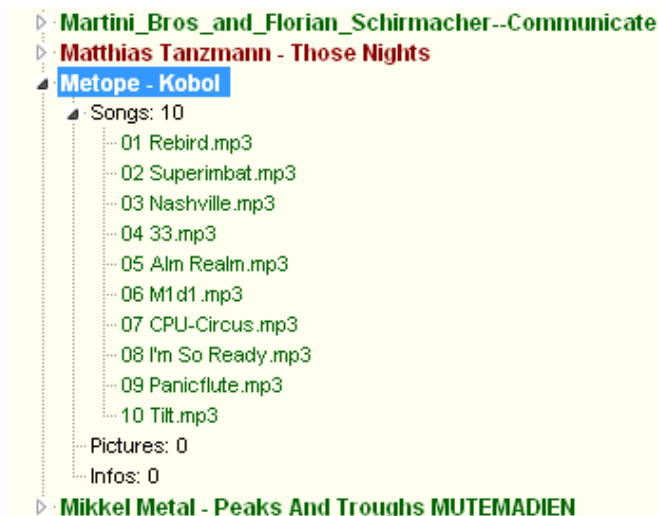 Martini_Bros_and_Florian_Schirmacher--Communicate
Matthias Tanzmann - Those Nights
Metope - Kobol
Songs: 10
01 Rebird.mp3
02 Superimbat.mp3
03 Nashville.mp3
04 33.mp3
05 Alm Realm.mp3
06 M1d1.mp3
07 CPU-Circus.mp3
08 I'm So Ready.mp3
09 Panicflute.mp3
10 Tilt.mp3
Pictures: 0
Infos: 0
Mikkel Metal - Peaks And Troughs MUTEMADIEN